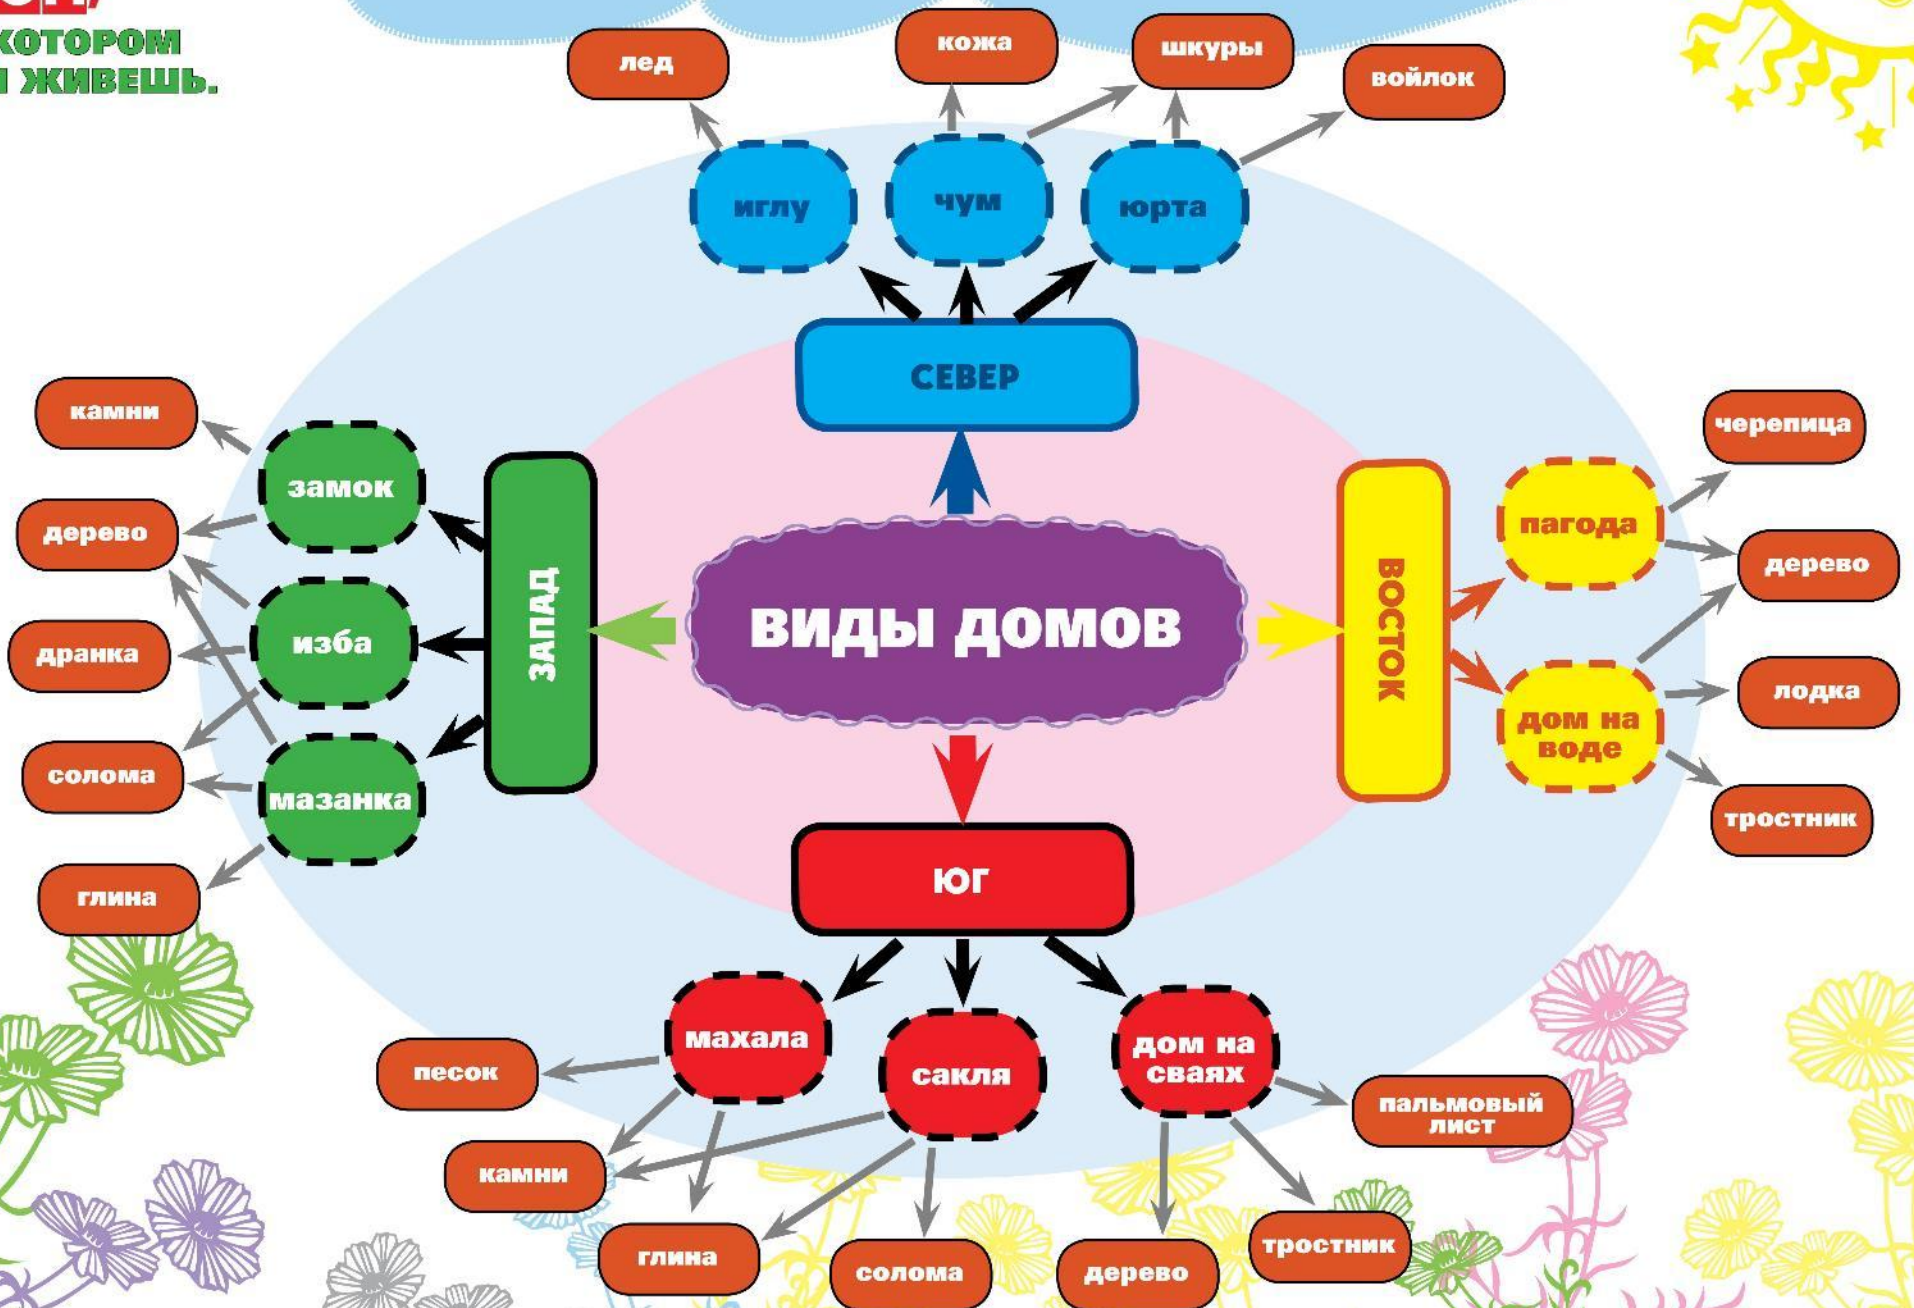 КОТОРОМ
ЖИВЕШЬ.
лед
кожа
шкуры
войлок
иглу
чум
юрта
СЕВЕР
камни
дерево
дранка
солома
глина
замок
изба
мазанка
ЗАПАД
ВИДЫ ДОМОВ
ВОСТОК
пагода
дом на
воде
черепица
дерево
лодка
тростник
ЮГ
махала
сакля
дом на
сваях
песок
камни
глина
солома
дерево
тростник
пальмовый
лист